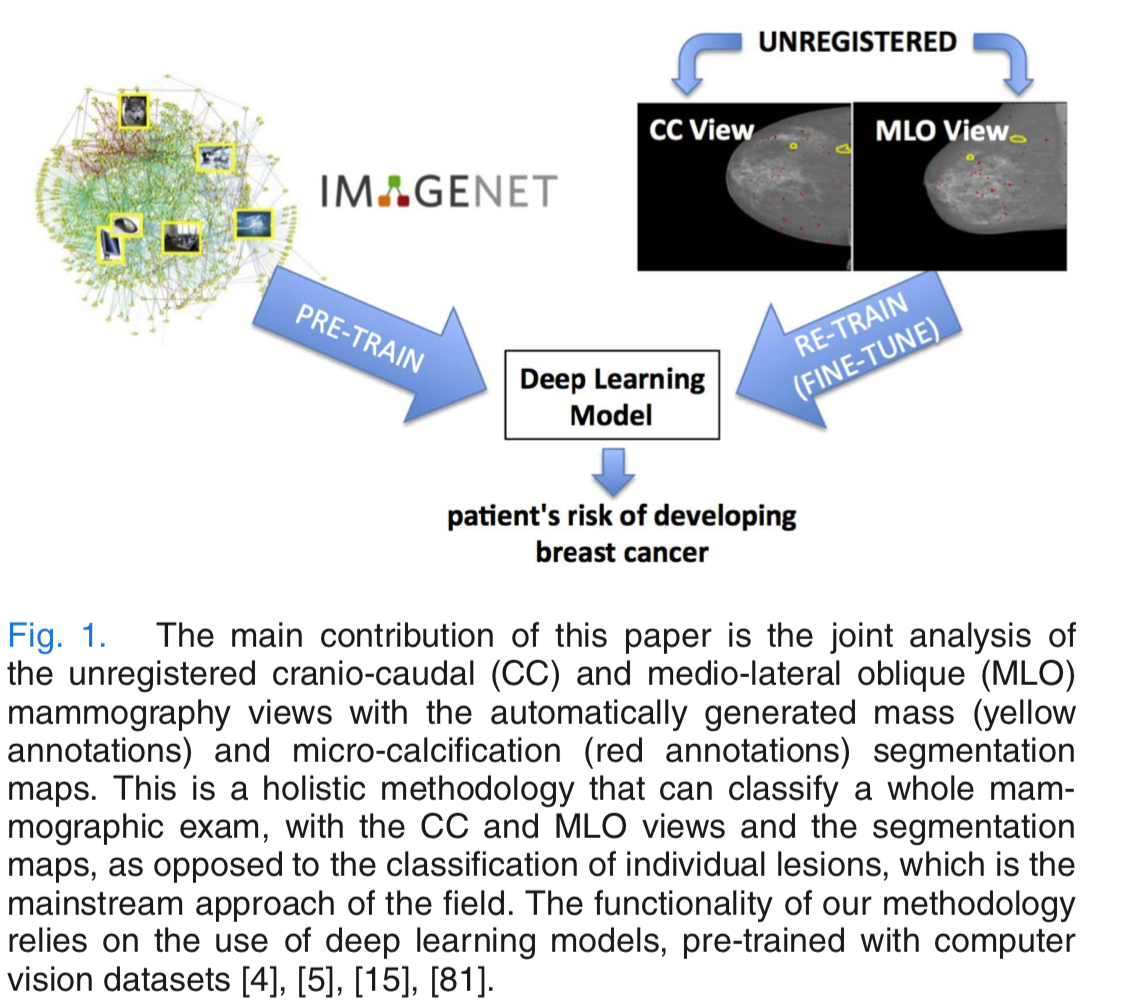 UNREGISTERED
CC View
MLO View
IMAGENET
PRE-TRAIN
RE-TRAIN
(FINE-TUNE)
Deep Learning
Model
patient's risk of developing
breast cancer
Fig. 1. The main contribution of this paper is the joint analysis of
the unregistered cranio-caudal (CC) and medio-lateral oblique (MLO)
mammography views with the automatically generated mass (yellow
annotations) and micro-calcification (red annotations) segmentation
maps. This is a holistic methodology that can classify a whole mam-
mographic exam, with the CC and MLO views and the segmentation
maps, as opposed to the classification of individual lesions, which is the
mainstream approach of the field. The functionality of our methodology
relies on the use of deep learning models, pre-trained with computer
vision datasets [4], [5], [15], [81].